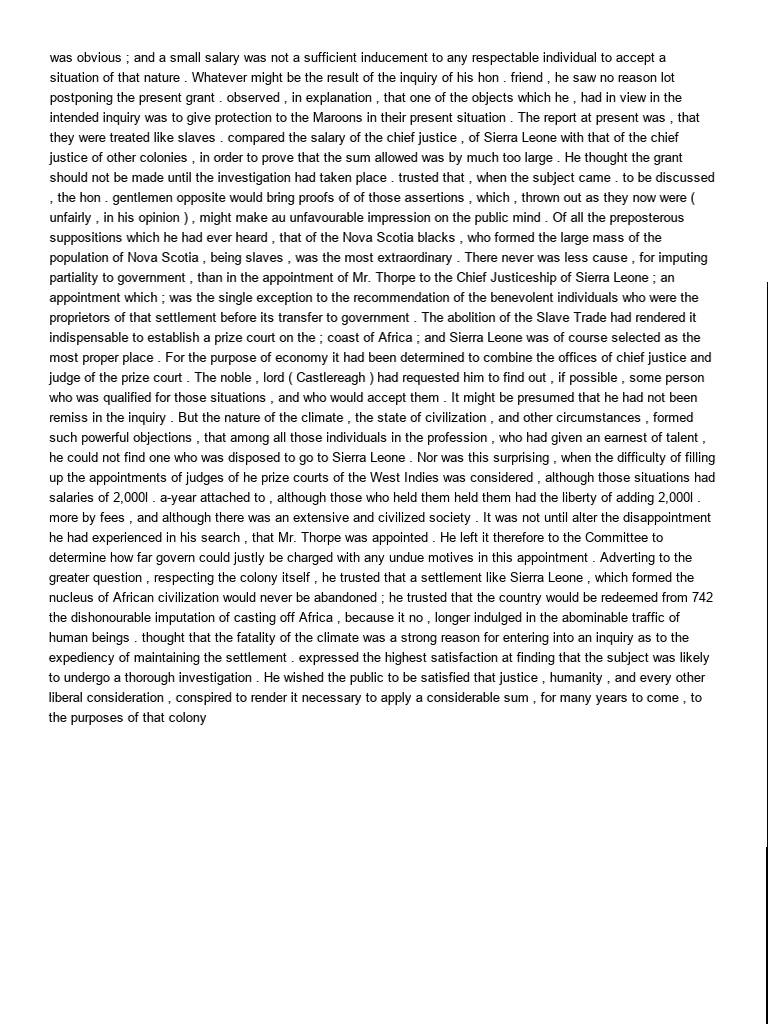 was obvious ; and a small salary was not a sufficient inducement to any respectable individual to accept a
situation of that nature . Whatever might be the result of the inquiry of his hon . friend , he saw no reason lot
postponing the present grant . observed , in explanation , that one of the objects which he , had in view in the
intended inquiry was to give protection to the Maroons in their present situation . The report at present was , that
they were treated like slaves . compared the salary of the chief justice , of Sierra Leone with that of the chief
justice of other colonies , in order to prove that the sum allowed was by much too large . He thought the grant
should not be made until the investigation had taken place . trusted that , when the subject came . to be discussed
, the hon . gentlemen opposite would bring proofs of of those assertions , which , thrown out as they now were (
unfairly , in his opinion ) , might make au unfavourable impression on the public mind . Of all the preposterous
suppositions which he had ever heard , that of the Nova Scotia blacks , who formed the large mass of the
population of Nova Scotia , being slaves , was the most extraordinary . There never was less cause , for imputing
partiality to government , than in the appointment of Mr. Thorpe to the Chief Justiceship of Sierra Leone ; an
appointment which ; was the single exception to the recommendation of the benevolent individuals who were the
proprietors of that settlement before its transfer to government . The abolition of the Slave Trade had rendered it
indispensable to establish a prize court on the ; coast of Africa ; and Sierra Leone was of course selected as the
most proper place . For the purpose of economy it had been determined to combine the offices of chief justice and
judge of the prize court . The noble , lord ( Castlereagh ) had requested him to find out , if possible , some person
who was qualified for those situations , and who would accept them . It might be presumed that he had not been
remiss in the inquiry . But the nature of the climate , the state of civilization , and other circumstances , formed
such powerful objections , that among all those individuals in the profession , who had given an earnest of talent ,
he could not find one who was disposed to go to Sierra Leone . Nor was this surprising , when the difficulty of filling
up the appointments of judges of he prize courts of the West Indies was considered , although those situations had
salaries of 2,000l . a-year attached to , although those who held them held them had the liberty of adding 2,000l .
more by fees , and although there was an extensive and civilized society . It was not until alter the disappointment
he had experienced in his search , that Mr. Thorpe was appointed . He left it therefore to the Committee to
determine how far govern could justly be charged with any undue motives in this appointment . Adverting to the
greater question , respecting the colony itself , he trusted that a settlement like Sierra Leone , which formed the
nucleus of African civilization would never be abandoned ; he trusted that the country would be redeemed from 742
the dishonourable imputation of casting off Africa , because it no , longer indulged in the abominable traffic of
human beings . thought that the fatality of the climate was a strong reason for entering into an inquiry as to the
expediency of maintaining the settlement . expressed the highest satisfaction at finding that the subject was likely
to undergo a thorough investigation . He wished the public to be satisfied that justice , humanity , and every other
liberal consideration , conspired to render it necessary to apply a considerable sum , for many years to come , to
the purposes of that colony